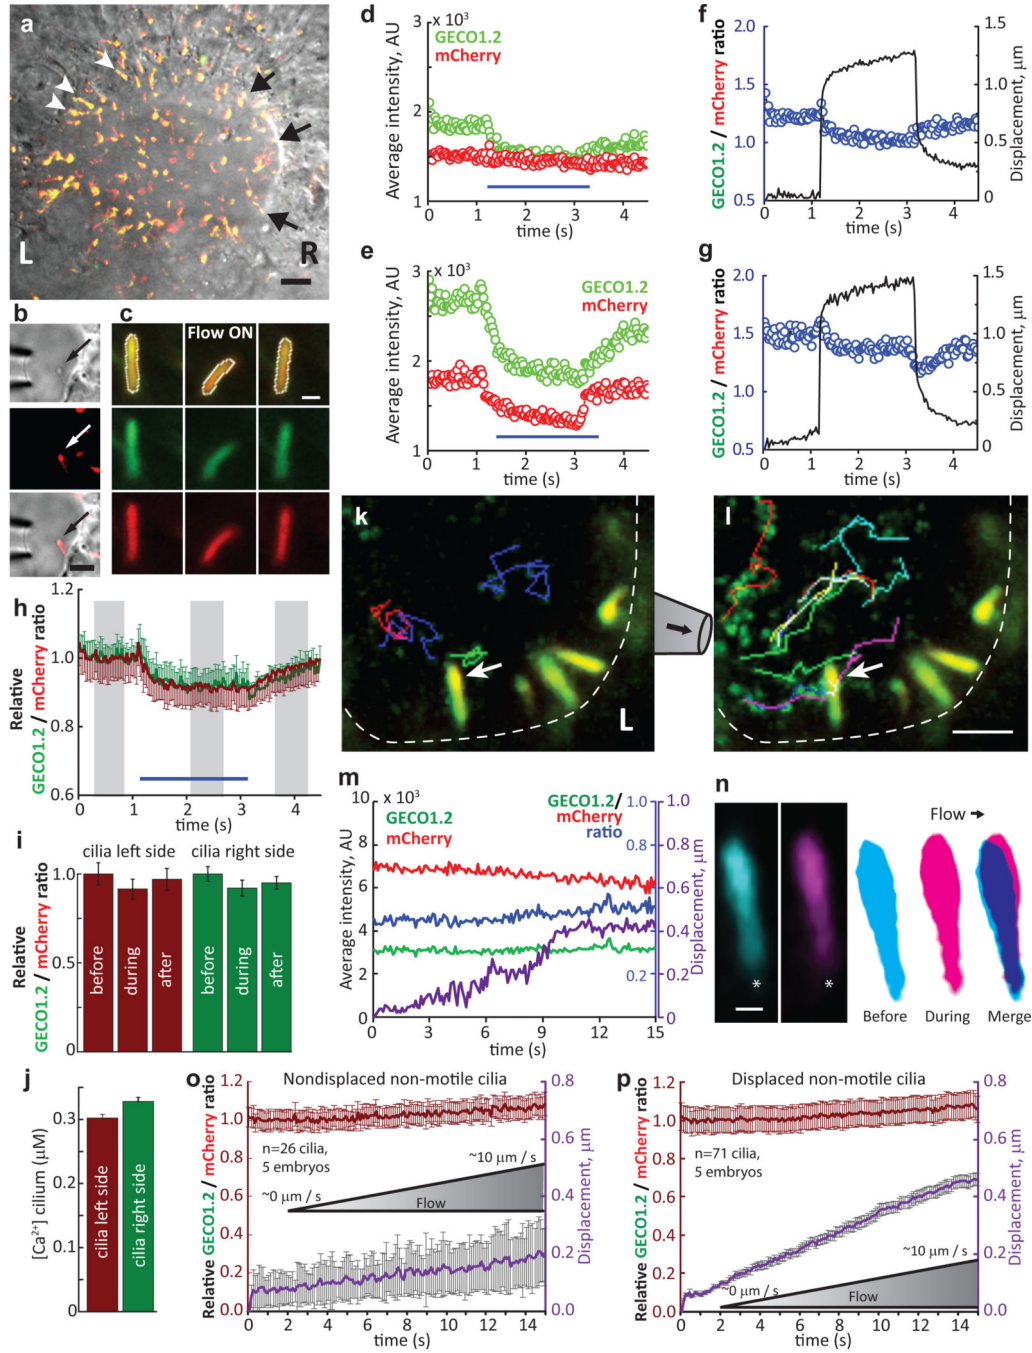 a
L
R
b
c
Flow ON
d
x 10³
GECO1.2
mCherry
Average intensity, AU
3
2
1
0 1 2 3 4
time (s)
e
x 10³
GECO1.2
mCherry
Average intensity, AU
3
2
1
0 1 2 3 4
time (s)
f
GECO1.2 / mCherry ratio
2.0
1.5
1.0
0.5
Displacement, μm
1.5
1.0
0.5
0
0 1 2 3 4
time (s)
g
GECO1.2 / mCherry ratio
2.0
1.5
1.0
0.5
Displacement, μm
1.5
1.0
0.5
0
0 1 2 3 4
time (s)
h
Relative
GECO1.2 / mCherry ratio
1.2
1.0
0.8
0.6
0 1 2 3 4
time (s)
i
cilia left side cilia right side
Relative
GECO1.2 / mCherry ratio
1.0
0.5
0
before
during
after
before
during
after
j
[Ca²⁺] cilium (μM)
0.3
0.2
0.1
0
cilia left side
cilia right side
k
L
l
m
x 10³
GECO1.2
mCherry
GECO1.2/
mCherry
ratio
Average intensity, AU
10
8
6
4
2
0
1.0
0.8
0.6
0.4
0.2
1.0
0.8
0.6
0.4
0.2
0.0
Displacement, μm
0 3 6 9 12 15
time (s)
n
*
*
Flow
Before During Merge
o
Nondisplaced non-motile cilia
Relative GECO1.2 / mCherry ratio
1.2
1.0
0.8
0.6
0.4
0.2
0.0
n=26 cilia,
5 embryos
~10 μm / s
~0 μm / s
Flow
0.8
0.6
0.4
0.2
0.0
Displacement, μm
0 2 4 6 8 10 12 14
time (s)
p
Displaced non-motile cilia
Relative GECO1.2 / mCherry ratio
1.2
1.0
0.8
0.6
0.4
0.2
0.0
n=71 cilia,
5 embryos
~10 μm / s
~0 μm / s
Flow
0.8
0.6
0.4
0.2
0.0
Displacement, μm
0 2 4 6 8 10 12 14
time (s)